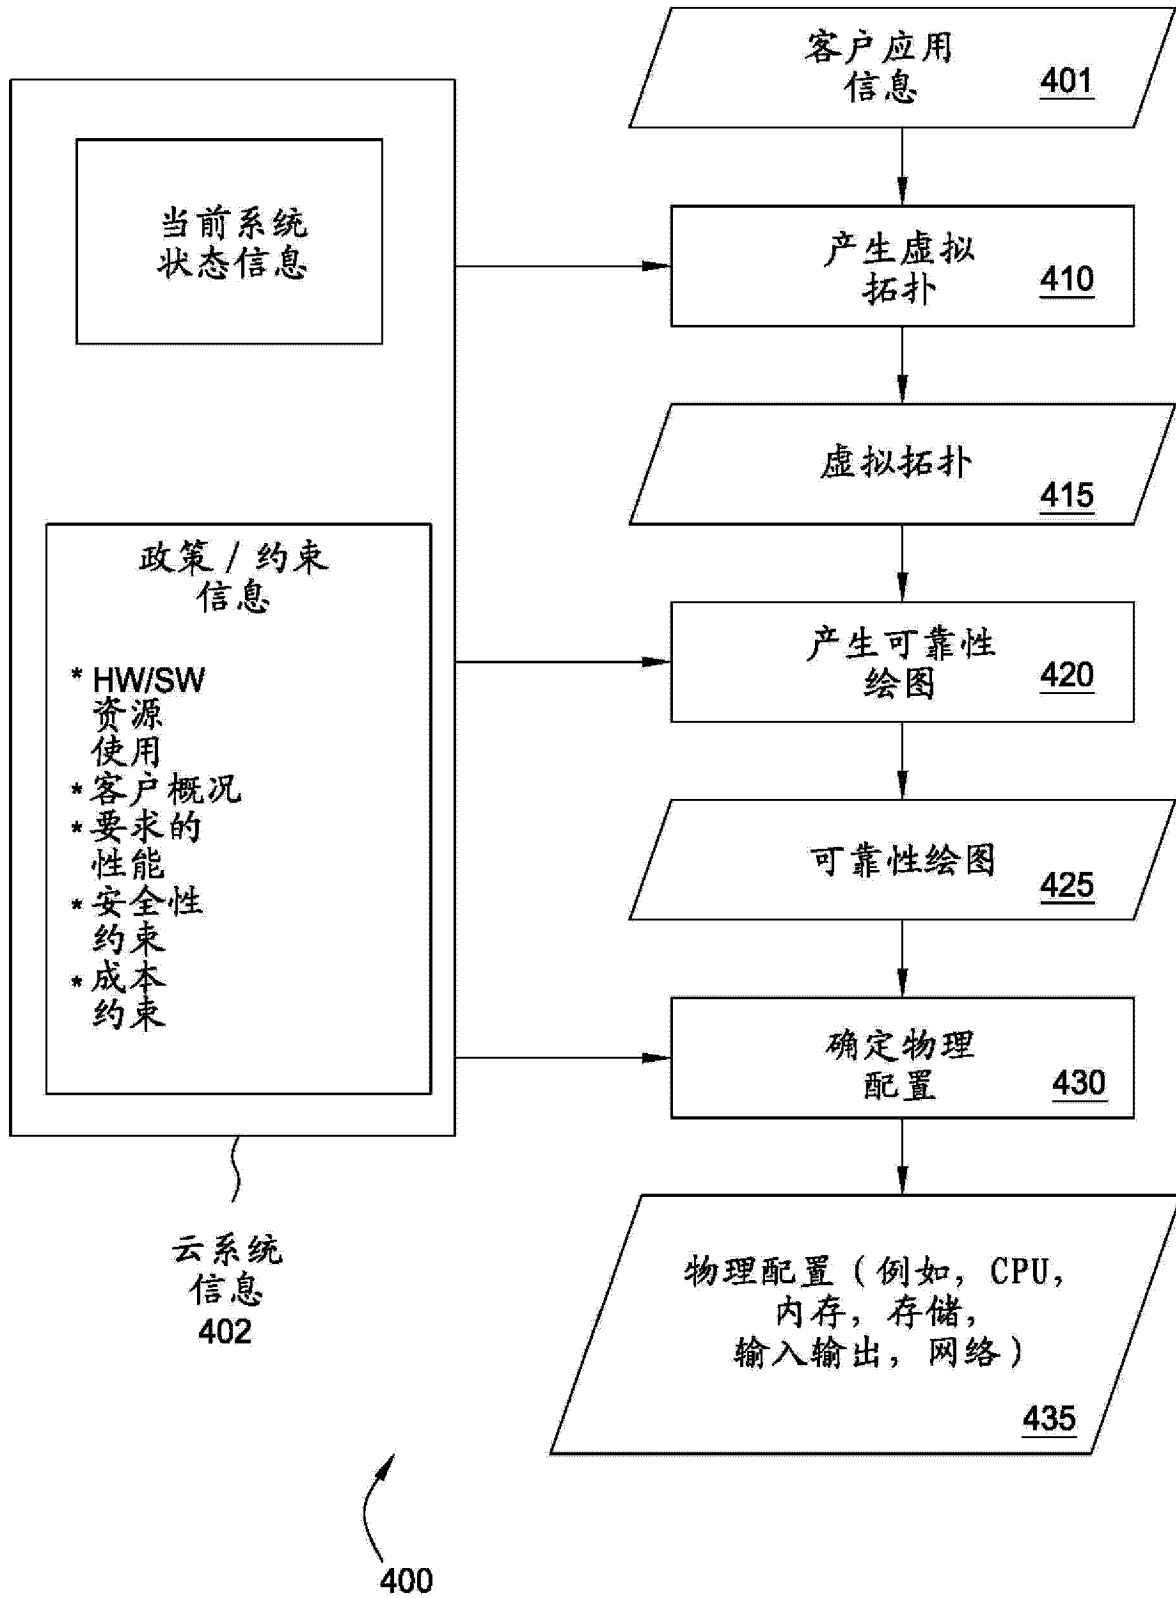 客户应用
信息
401
当前系统
状态信息
产生虚拟
拓扑
410
虚拟拓扑
415
政策 / 约束
信息
* HW/SW
资源
使用
* 客户概况
* 要求的
性能
* 安全性
约束
* 成本
约束
产生可靠性
绘图
420
可靠性绘图
425
确定物理
配置
430
云系统
信息
402
物理配置（例如，CPU，
内存，存储，
输入输出，网络）
435
400